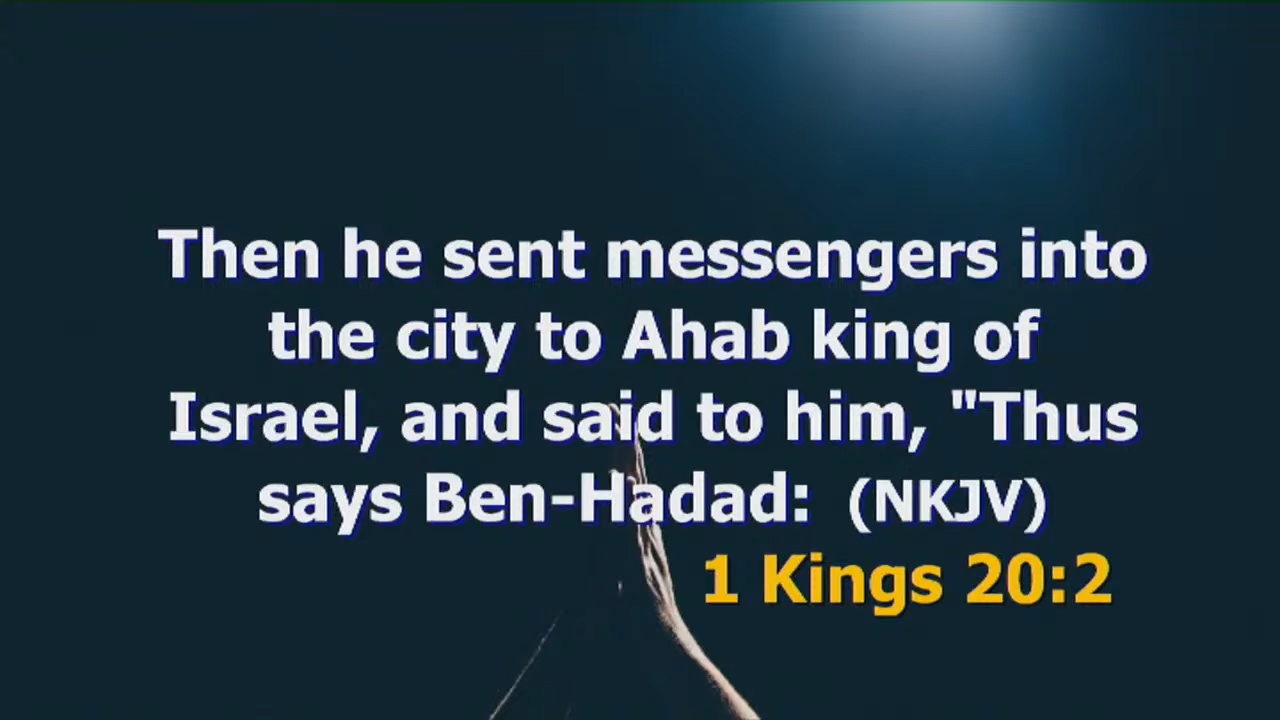 Then he sent messengers into
the city to Ahab king of
Israel, and said to him, "Thus
says Ben-Hadad: (NKJV)
1 Kings 20:2